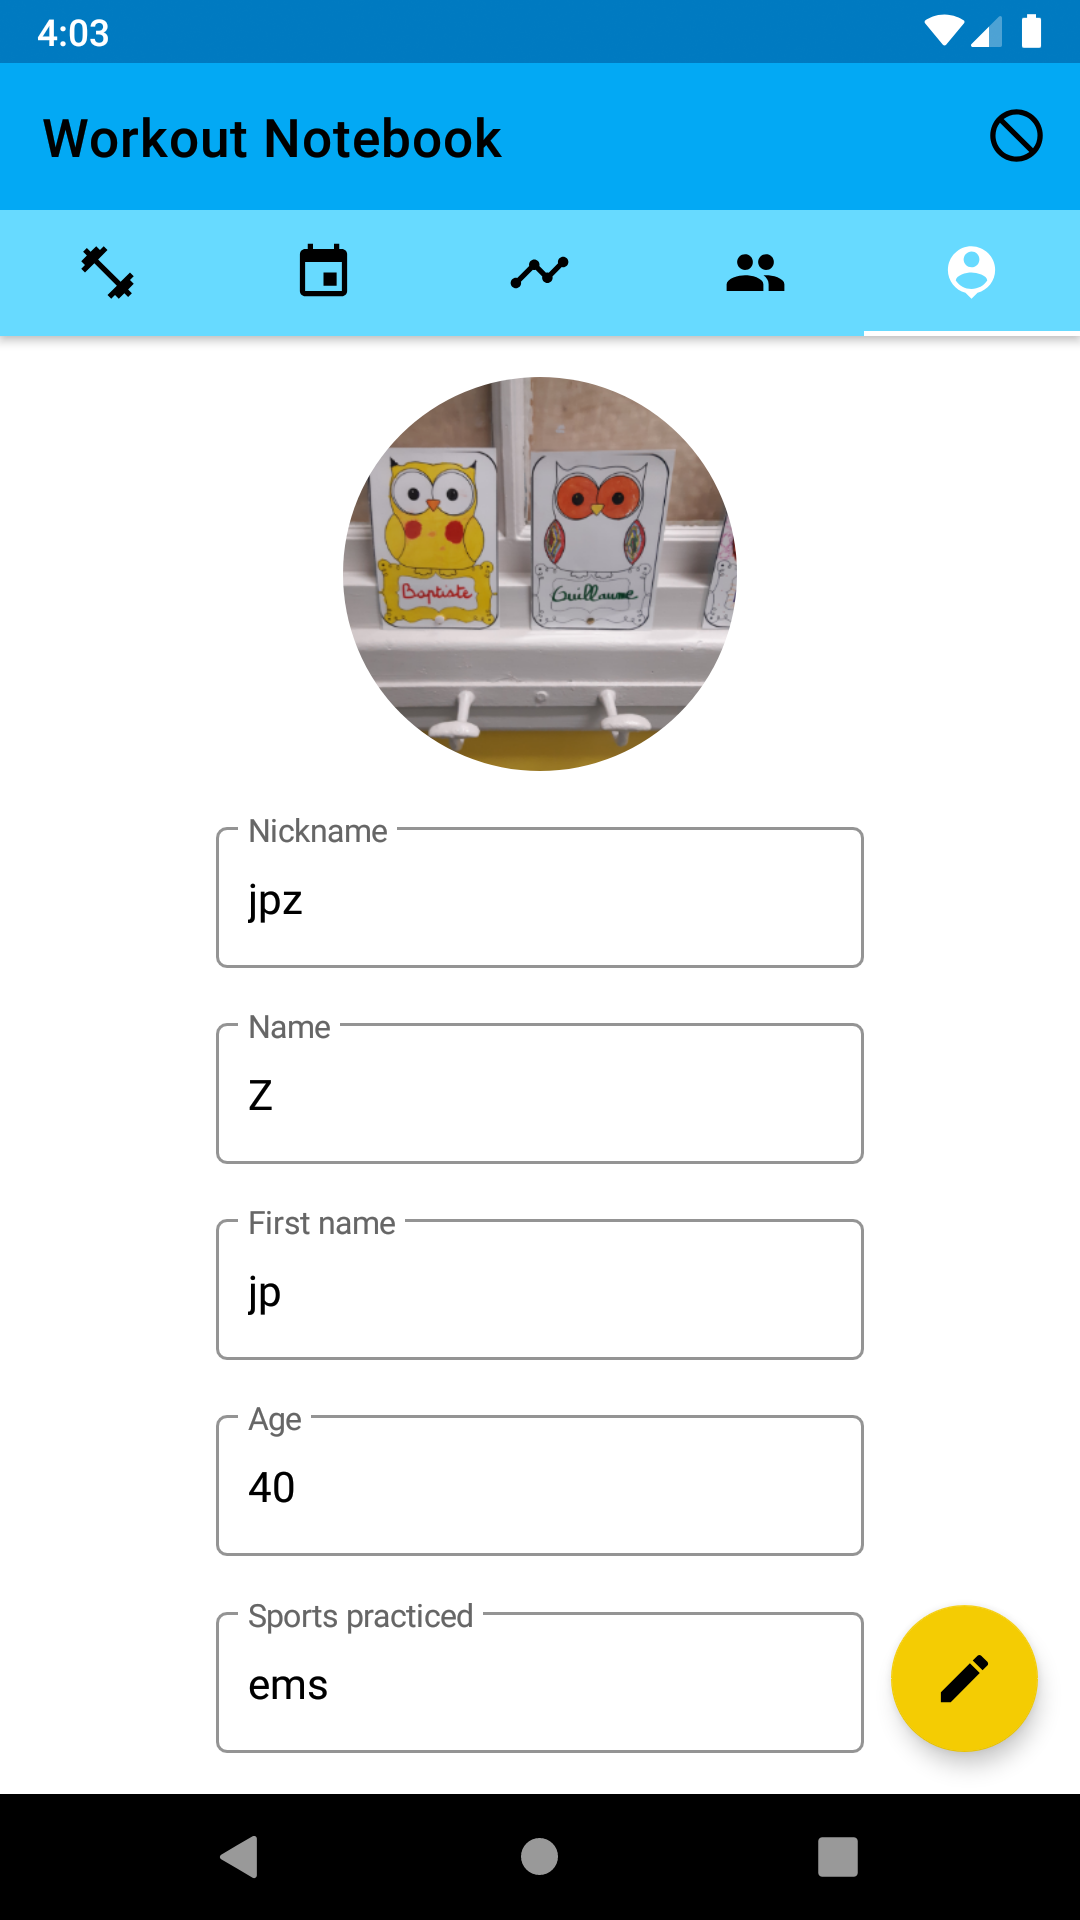 4:03
Workout Notebook
Baptiste
Guillaume
Nickname
jpz
Name
Z
First name
jp
Age
40
Sports practiced
ems